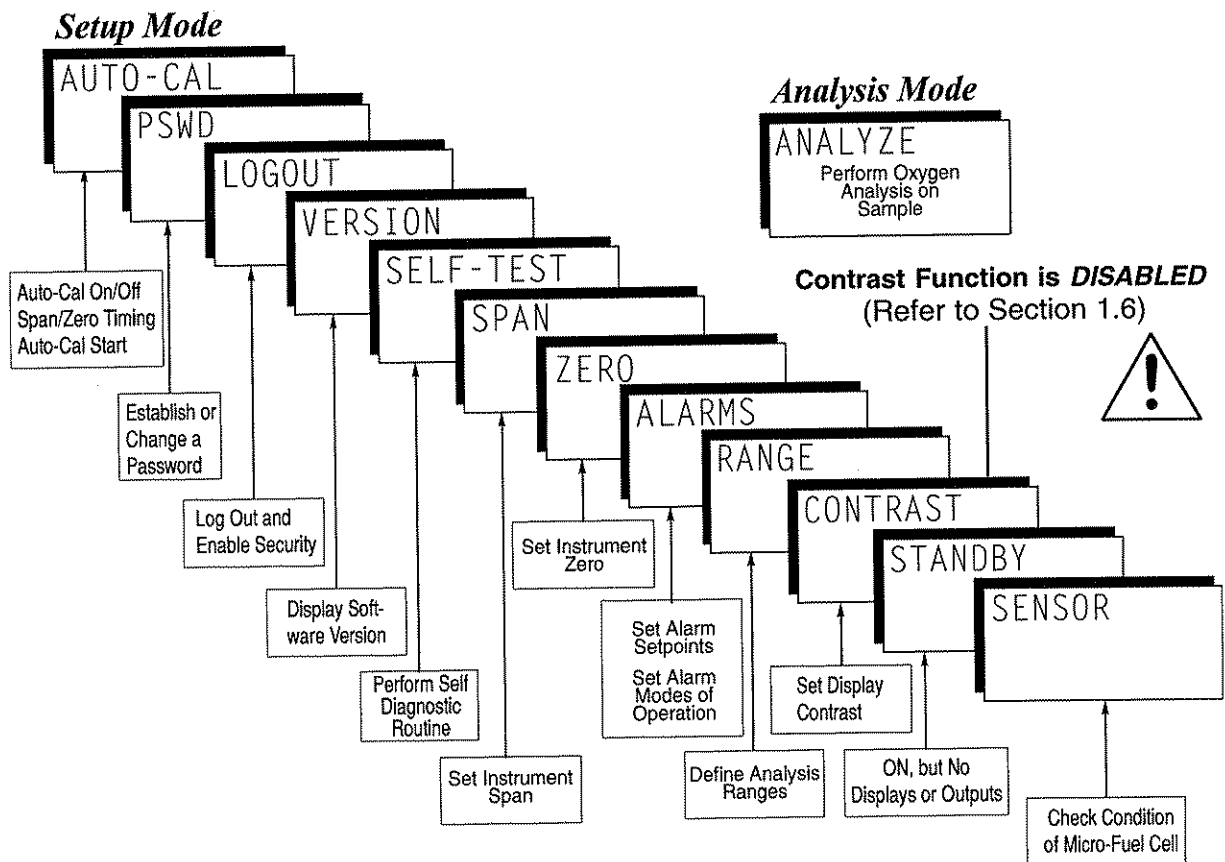 Setup Mode
AUTO-CAL
PSWD
LOGOUT
VERSION
SELF-TEST
SPAN
ZERO
ALARMS
RANGE
CONTRAST
STANDBY
SENSOR
Analysis Mode
ANALYZE
Perform Oxygen
Analysis on
Sample
Contrast Function is DISABLED
(Refer to Section 1.6)
!
Auto-Cal On/Off
Span/Zero Timing
Auto-Cal Start
Establish or
Change a
Password
Log Out and
Enable Security
Display Soft-
ware Version
Perform Self
Diagnostic
Routine
Set Instrument
Span
Set Instrument
Zero
Set Alarm
Setpoints
Set Alarm
Modes of
Operation
Define Analysis
Ranges
Set Display
Contrast
ON, but No
Displays or Outputs
Check Condition
of Micro-Fuel Cell